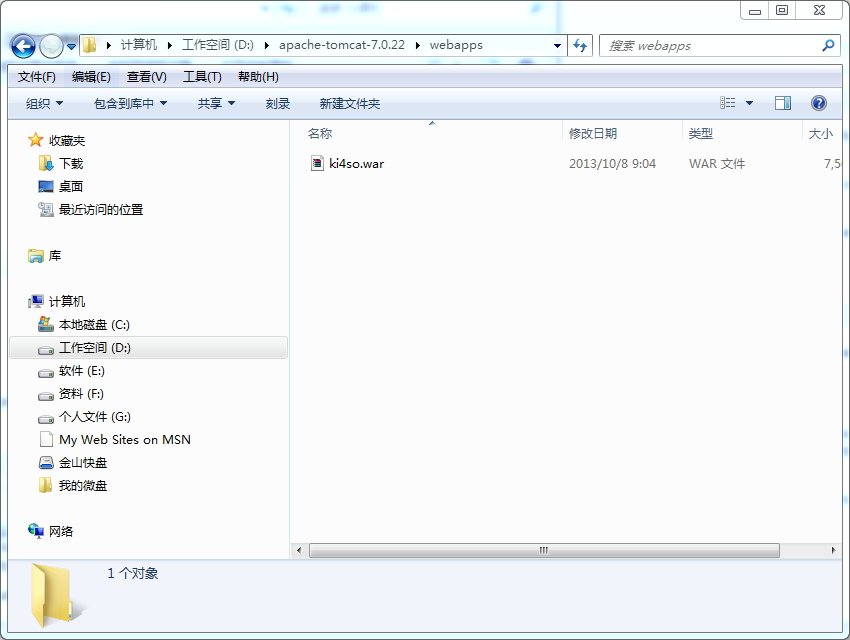 计算机 工作空间 (D:) apache-tomcat-7.0.22 webapps 搜索 webapps
文件(F) 编辑(E) 查看(V) 工具(T) 帮助(H)
组织 包含到库中 共享 刻录 新建文件夹
名称 修改日期 类型 大小
ki4so.war 2013/10/8 9:04 WAR 文件 7,50
收藏夹
下载
桌面
最近访问的位置
库
计算机
本地磁盘 (C:)
工作空间 (D:)
软件 (E:)
资料 (F:)
个人文件 (G:)
My Web Sites on MSN
金山快盘
我的微盘
网络
1 个对象